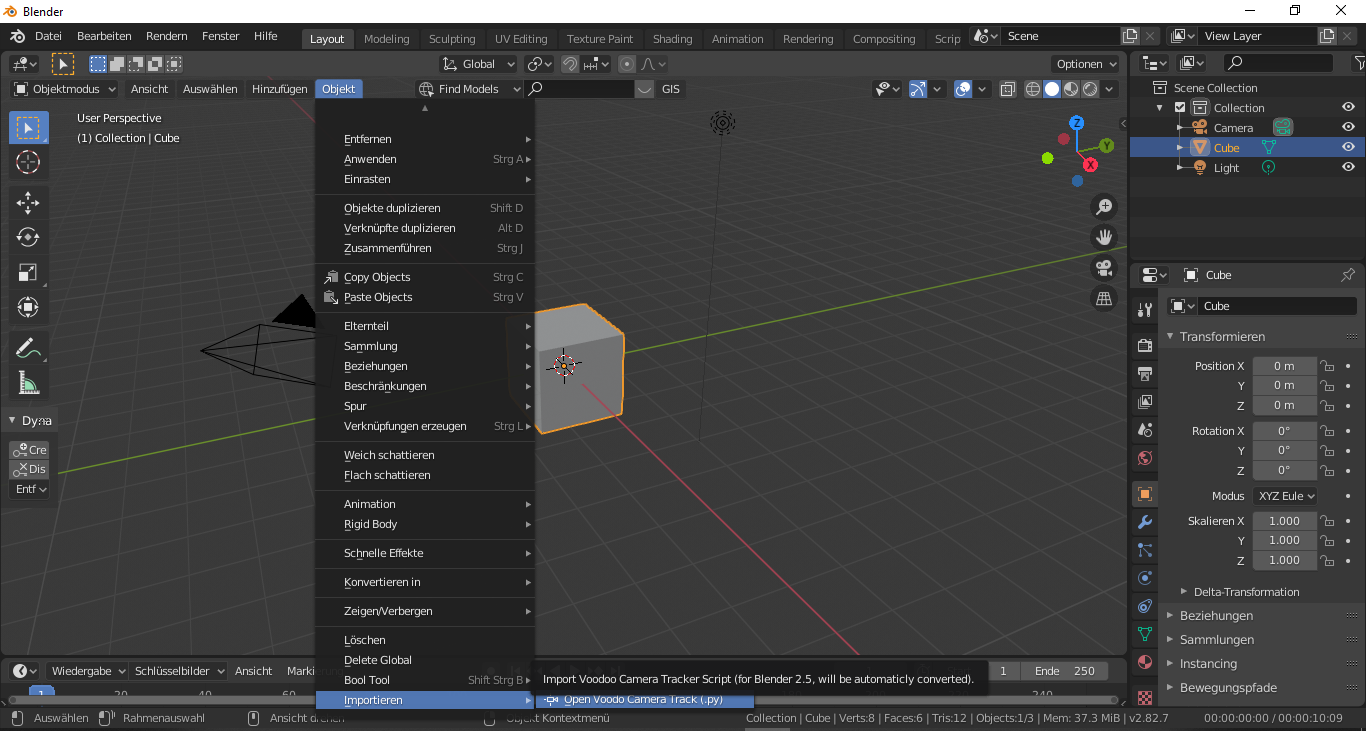 Blender
Datei Bearbeiten Rendern Fenster Hilfe Layout Modeling Sculpting UV Editing Texture Paint Shading Animation Rendering Compositing Scrip Scene View Layer
Global Optionen
Objektmodus Ansicht Auswählen Hinzufügen Objekt Find Models GIS
User Perspective
(1) Collection | Cube
Dyna
Cre
Dis
Entf
Entfernen
Anwenden Strg A
Einrasten
Objekte duplizieren Shift D
Verknüpfte duplizieren Alt D
Zusammenführen Strg J
Copy Objects Strg C
Paste Objects Strg V
Elternteil
Sammlung
Beziehungen
Beschränkungen
Spur
Verknüpfungen erzeugen Strg L
Weich schattieren
Flach schattieren
Animation
Rigid Body
Schnelle Effekte
Konvertieren in
Zeigen/Verbergen
Löschen
Delete Global
Bool Tool Shift Strg B
Importieren
Import Voodoo Camera Tracker Script (for Blender 2.5, will be automaticly converted).
Open Voodo Camera Track (.py)
Z
Y
X
Scene Collection
Collection
Camera
Cube
Light
Cube
Cube
Transformieren
Position X 0 m
Y 0 m
Z 0 m
Rotation X 0°
Y 0°
Z 0°
Modus XYZ Eule
Skalieren X 1.000
Y 1.000
Z 1.000
Delta-Transformation
Beziehungen
Sammlungen
Instancing
Bewegungspfade
Wiedergabe Schlüsselbilder Ansicht Marki 1 Ende 250
1 20 60 240
Auswählen Rahmenauswahl Ansicht drehen Objekt Kontextmenü Collection | Cube | Verts:8 | Faces:6 | Tris:12 | Objects:1/3 | Mem: 37.3 MiB | v2.82.7 00:00:00:00 / 00:00:10:09